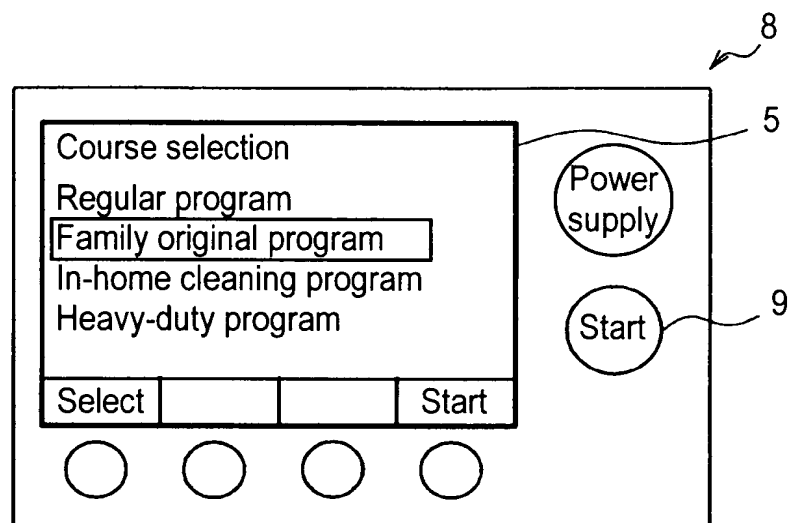 8
5
Course selection
Regular program
Family original program
In-home cleaning program
Heavy-duty program
Select
Start
Power
supply
Start
9